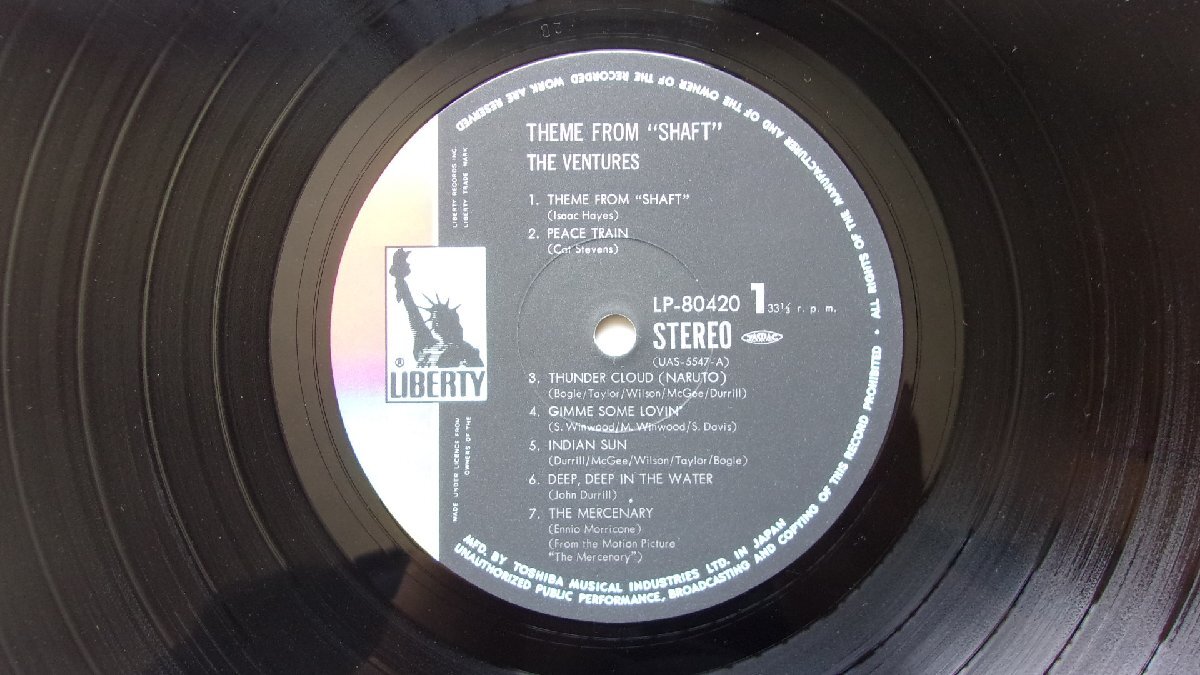 THEME FROM "SHAFT"
THE VENTURES
1. THEME FROM "SHAFT"
(Isaac Hayes)
2. PEACE TRAIN
(Cat Stevens)
LP-80420 1 33⅓ r. p. m.
STEREO
(UAS-5547-A)
3. THUNDER CLOUD (NARUTO)
(Bogle/Taylor/Wilson/McGee/Durrill)
4. GIMME SOME LOVIN'
(S. Winwood/M. Winwood/S. Davis)
5. INDIAN SUN
(Durrill/McGee/Wilson/Taylor/Bogle)
6. DEEP, DEEP IN THE WATER
(John Durrill)
7. THE MERCENARY
(Ennio Morricone)
(From the Motion Picture
"The Mercenary")
LIBERTY RECORDS INC.
LIBERTY TRADE MARK
®
LIBERTY
MADE UNDER LICENCE FROM
OWNERS OF THE
MFD. BY TOSHIBA MUSICAL INDUSTRIES LTD. IN JAPAN
ALL RIGHTS OF THE MANUFACTURER AND OF THE OWNER OF THE RECORDED WORK ARE RESERVED
UNAUTHORIZED PUBLIC PERFORMANCE, BROADCASTING AND COPYING OF THIS RECORD PROHIBITED •